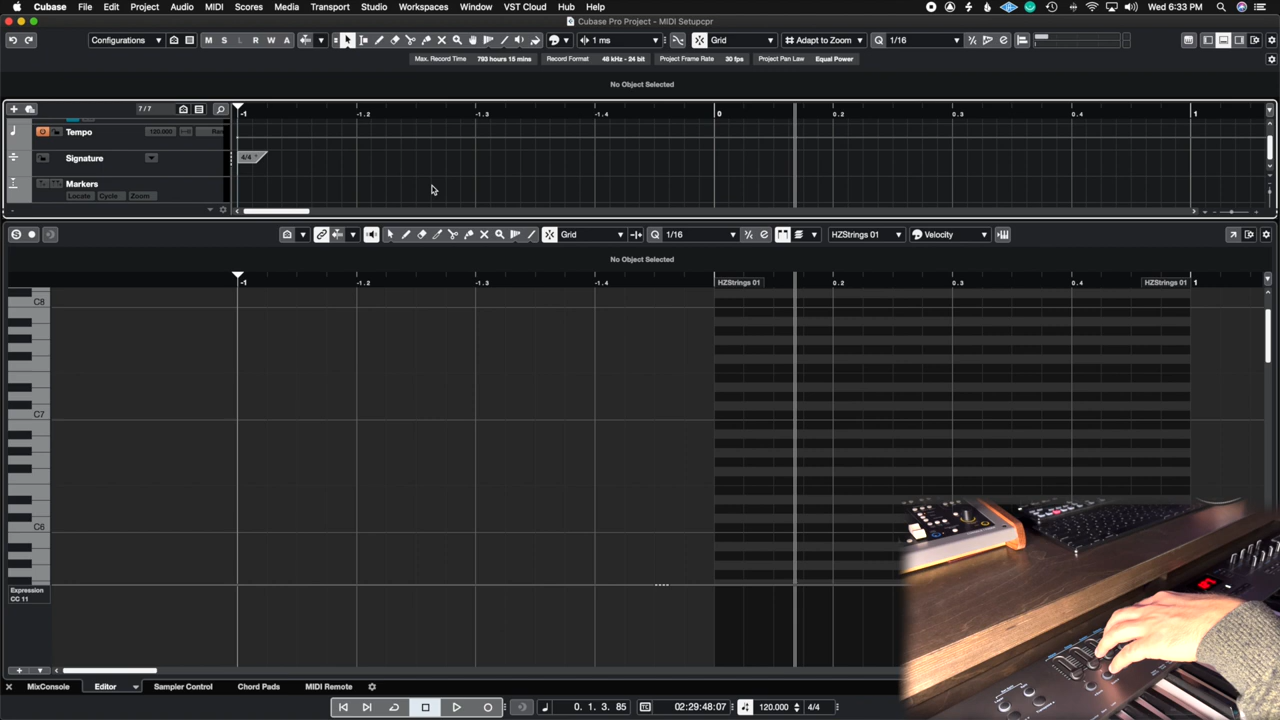 Cubase File Edit Project Audio MIDI Scores Media Transport Studio Workspaces Window VST Cloud Hub Help Wed 6:33 PM
Cubase Pro Project - MIDI Setupcpr
Configurations M S L R W A 1 ms Grid Adapt to Zoom Q 1/16
Max. Record Time 793 hours 15 mins Record Format 48 kHz - 24 bit Project Frame Rate 30 fps Project Pan Law Equal Power
No Object Selected
7/7 -1 -1.2 -1.3 -1.4 0 0.2 0.3 0.4 1
Tempo 120.000
Signature 4/4
Markers
Locate Cycle Zoom
S Grid Q 1/16 HZStrings 01 Velocity
No Object Selected
-1 -1.2 -1.3 -1.4 HZStrings 01 0.2 0.3 0.4 HZStrings 01 1
C8
C7
C6
Expression
CC 11
MixConsole Editor Sampler Control Chord Pads MIDI Remote
0. 1. 3. 85 02:29:48:07 120.000 4/4